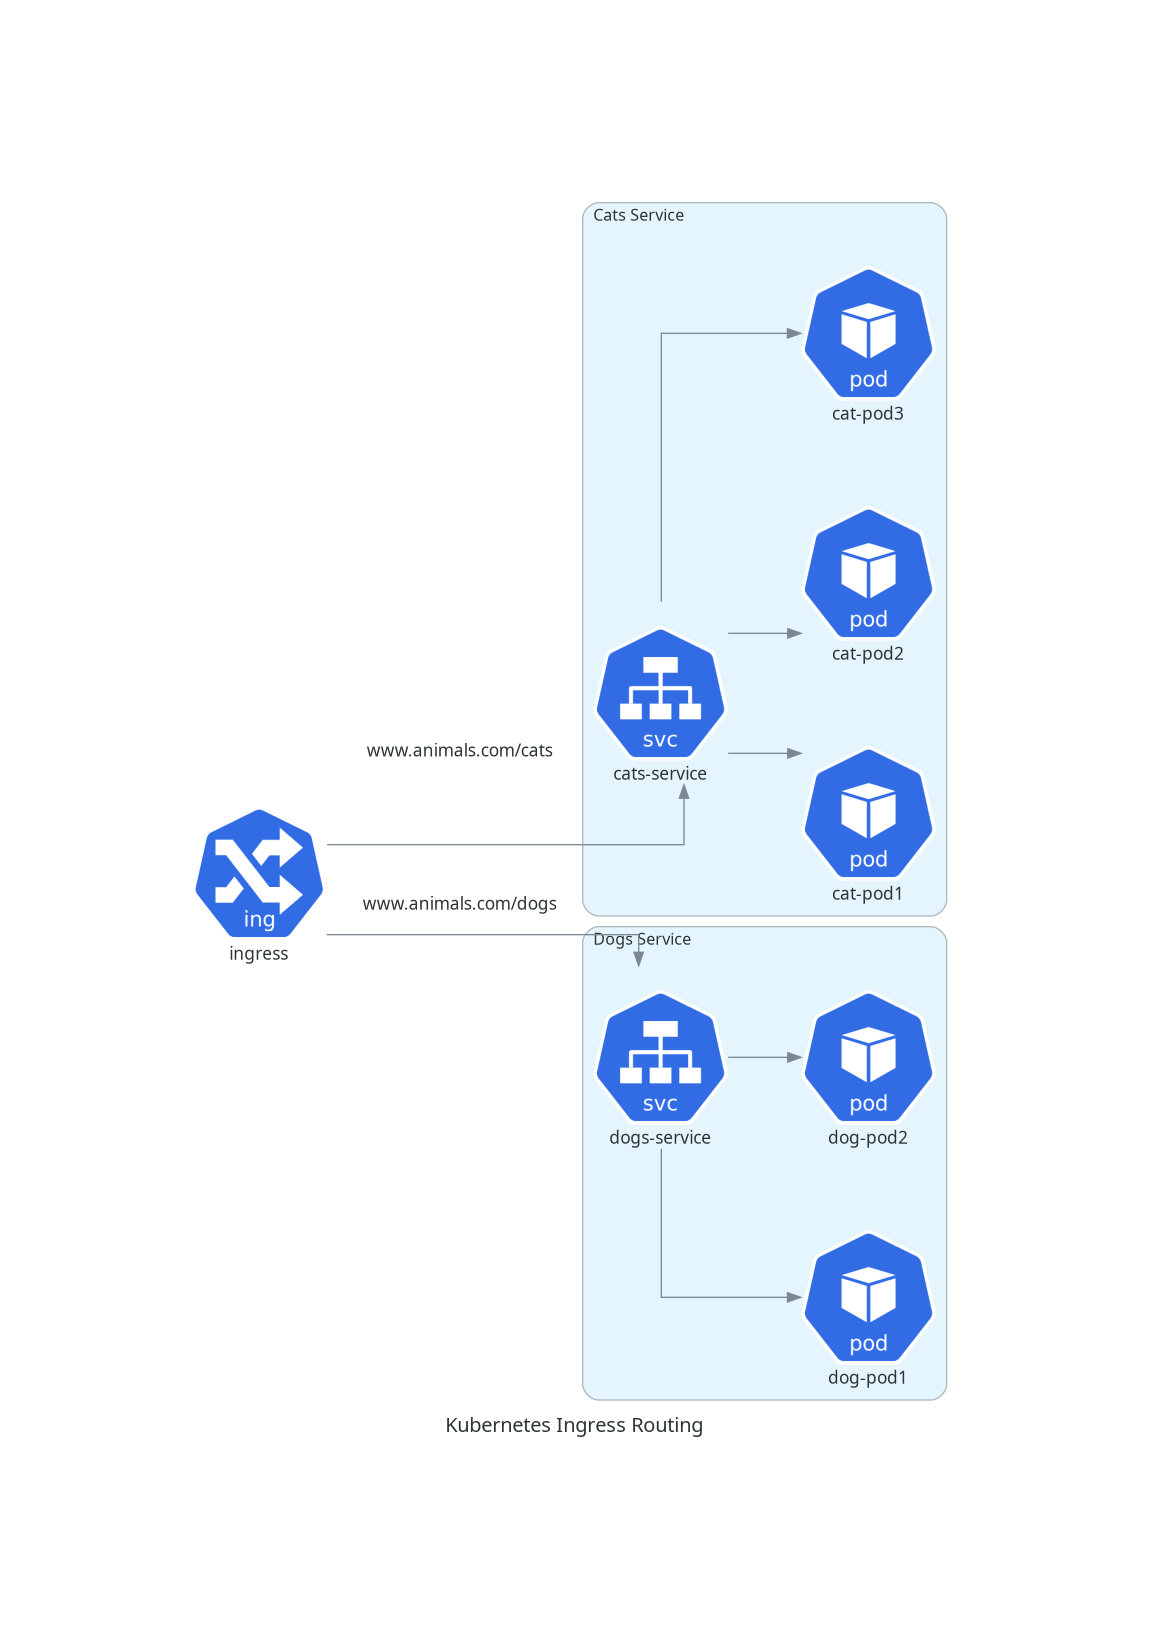 Cats Service
pod
cat-pod3
pod
cat-pod2
svc
cats-service
www.animals.com/cats
pod
cat-pod1
ing
ingress
www.animals.com/dogs
Dogs Service
svc
dogs-service
pod
dog-pod2
pod
dog-pod1
Kubernetes Ingress Routing